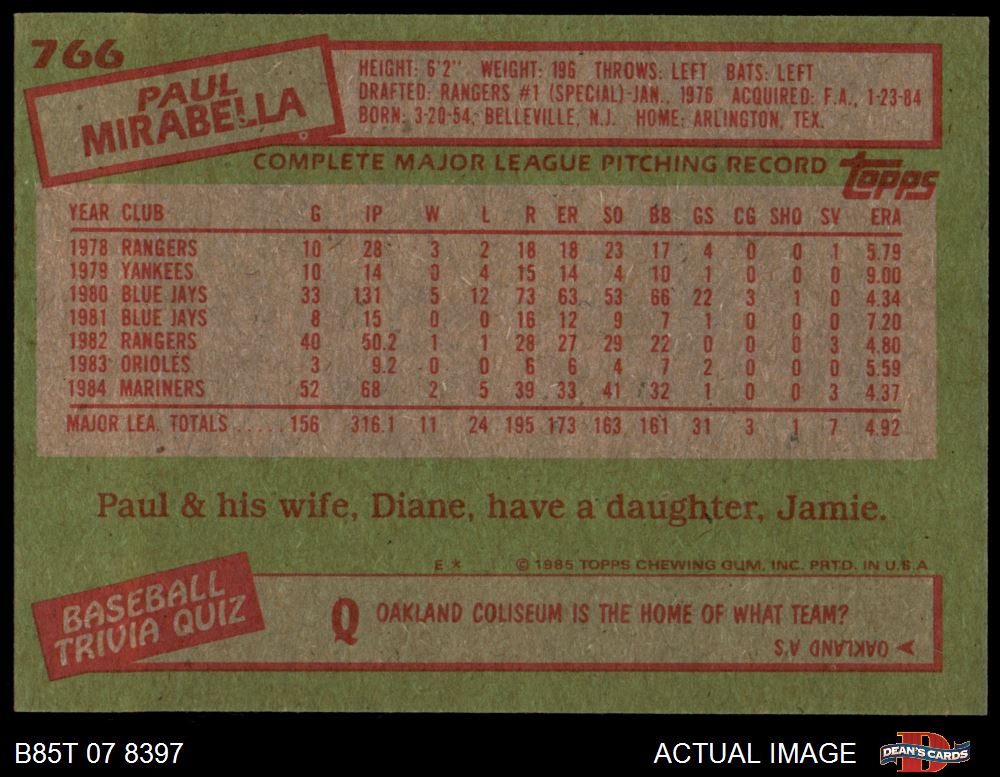 766
PAUL
MIRABELLA
HEIGHT: 6'2" WEIGHT: 196 THROWS: LEFT BATS: LEFT
DRAFTED: RANGERS #1 (SPECIAL)-JAN., 1976 ACQUIRED: F.A., 1-23-84
BORN: 3-20-54, BELLEVILLE, N.J. HOME: ARLINGTON, TEX.
COMPLETE MAJOR LEAGUE PITCHING RECORD
topps
YEAR CLUB G IP W L R ER SO BB GS CG SHO SV ERA
1978 RANGERS 10 28 3 2 18 18 23 17 4 0 0 1 5.79
1979 YANKEES 10 14 0 4 15 14 4 10 1 0 0 0 9.00
1980 BLUE JAYS 33 131 5 12 73 63 53 66 22 3 1 0 4.34
1981 BLUE JAYS 8 15 0 0 16 12 9 7 1 0 0 0 7.20
1982 RANGERS 40 50.2 1 1 28 27 29 22 0 0 0 3 4.80
1983 ORIOLES 3 9.2 0 0 6 6 4 7 2 0 0 0 5.59
1984 MARINERS 52 68 2 5 39 33 41 32 1 0 0 3 4.37
MAJOR LEA. TOTALS ..... 156 316.1 11 24 195 173 163 161 31 3 1 7 4.92
Paul & his wife, Diane, have a daughter, Jamie.
E * © 1985 TOPPS CHEWING GUM, INC. PRTD. IN U.S.A
BASEBALL
TRIVIA QUIZ
Q OAKLAND COLISEUM IS THE HOME OF WHAT TEAM?
OAKLAND A'S
B85T 07 8397
ACTUAL IMAGE
D
DEAN'S CARDS